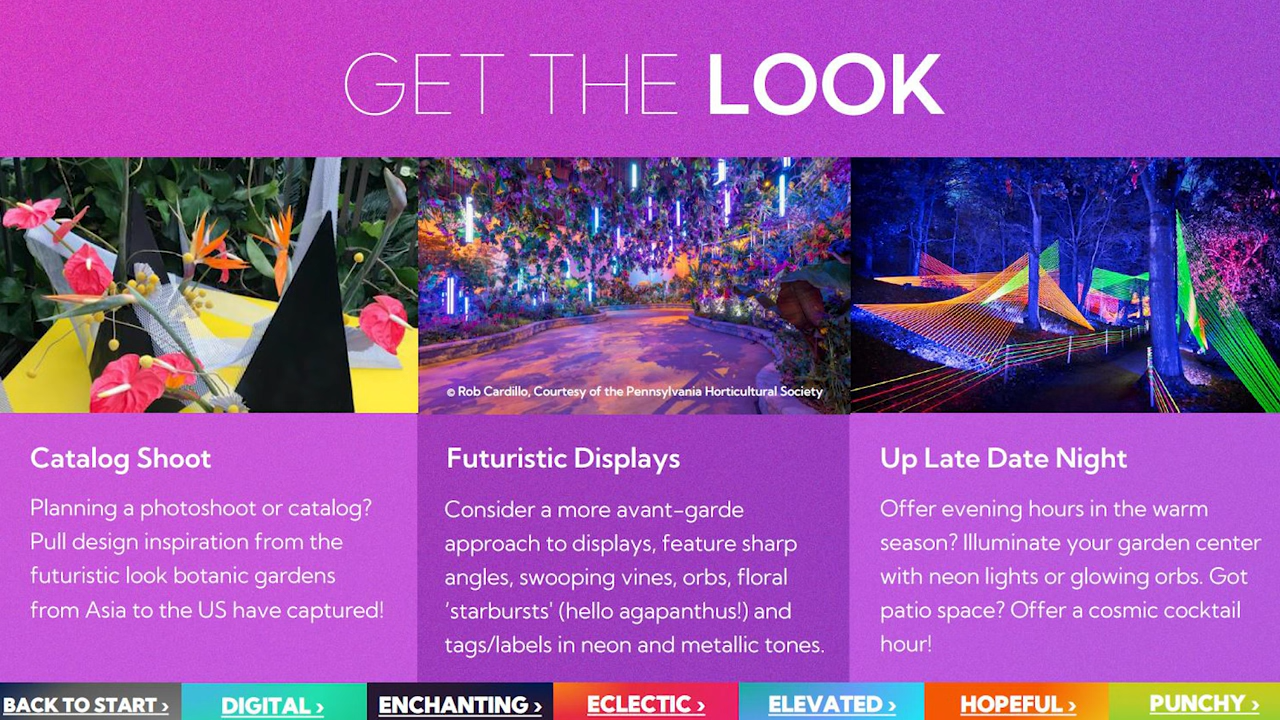 GET THE LOOK
© Rob Cardillo, Courtesy of the Pennsylvania Horticultural Society
Catalog Shoot
Planning a photoshoot or catalog?
Pull design inspiration from the
futuristic look botanic gardens
from Asia to the US have captured!
Futuristic Displays
Consider a more avant-garde
approach to displays, feature sharp
angles, swooping vines, orbs, floral
‘starbursts' (hello agapanthus!) and
tags/labels in neon and metallic tones.
Up Late Date Night
Offer evening hours in the warm
season? Illuminate your garden center
with neon lights or glowing orbs. Got
patio space? Offer a cosmic cocktail
hour!
BACK TO START › DIGITAL › ENCHANTING › ECLECTIC › ELEVATED › HOPEFUL › PUNCHY ›